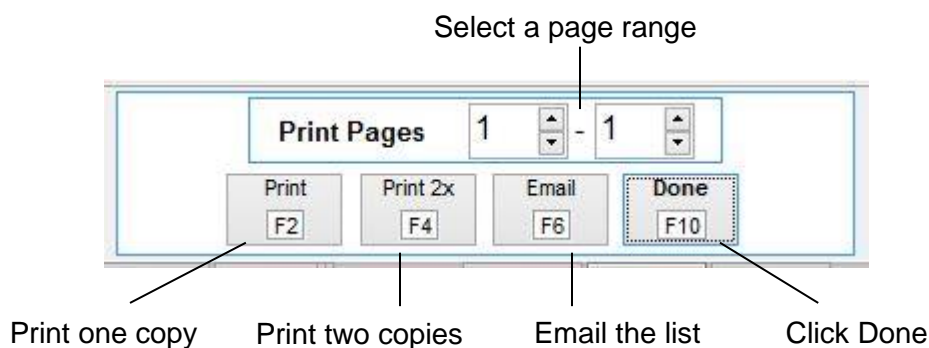 Select a page range
Print Pages 1 - 1
Print Print 2x Email Done
F2 F4 F6 F10
Print one copy Print two copies Email the list Click Done